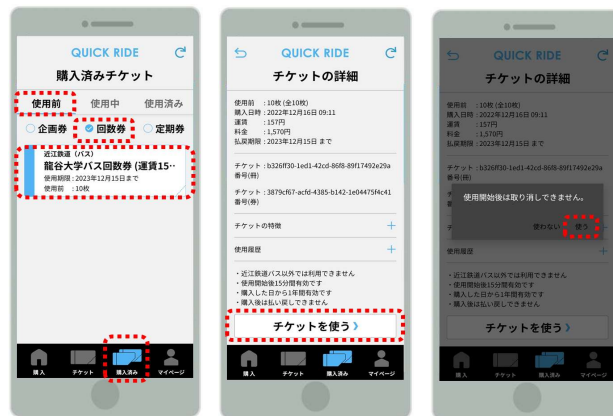 QUICK RIDE
購入済みチケット
使用前 使用中 使用済み
企画券 回数券 定期券
近江鉄道（バス）
龍谷大学バス回数券 (運賃15··
使用期限：2023年12月15日まで
使用前 ：10枚
購入 チケット 購入済み マイページ
QUICK RIDE
チケットの詳細
使用前 ：10枚 (全10枚)
購入日時：2022年12月16日 09:11
運賃 ：157円
料金 ：1,570円
払戻期限：2023年12月15日 まで
チケット：b326ff30-1ed1-42cd-86f8-89f17492e29a
番号(冊)
チケット：3879cf67-acfd-4385-b142-1e04475f4c41
番号(券)
チケットの特徴
使用履歴
・近江鉄道バス以外では利用できません
・使用開始後15分間有効です
・購入した日から1年間有効です
・購入後は払い戻しできません
チケットを使う
購入 チケット 購入済み マイページ
QUICK RIDE
チケットの詳細
使用前 ：10枚 (全10枚)
購入日時：2022年12月16日 09:11
運賃 ：157円
料金 ：1,570円
払戻期限：2023年12月15日 まで
チケット：b326ff30-1ed1-42cd-86f8-89f17492e29a
番号(冊)
使用開始後は取り消しできません。
使わない 使う
使用履歴
・近江鉄道バス以外では利用できません
・使用開始後15分間有効です
・購入した日から1年間有効です
・購入後は払い戻しできません
チケットを使う
購入 チケット 購入済み マイページ